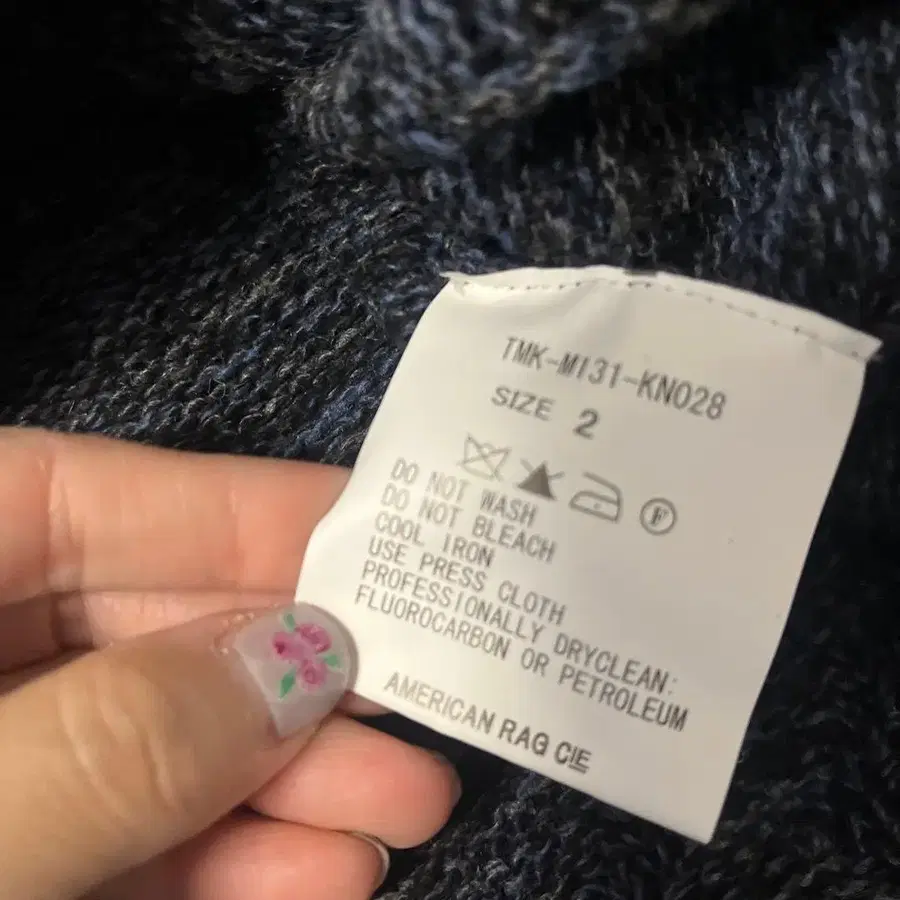 TMK-M131-KN028
SIZE 2
F
DO NOT WASH
DO NOT BLEACH
COOL IRON
USE PRESS CLOTH
PROFESSIONALLY DRYCLEAN:
FLUOROCARBON OR PETROLEUM
AMERICAN RAG CIE